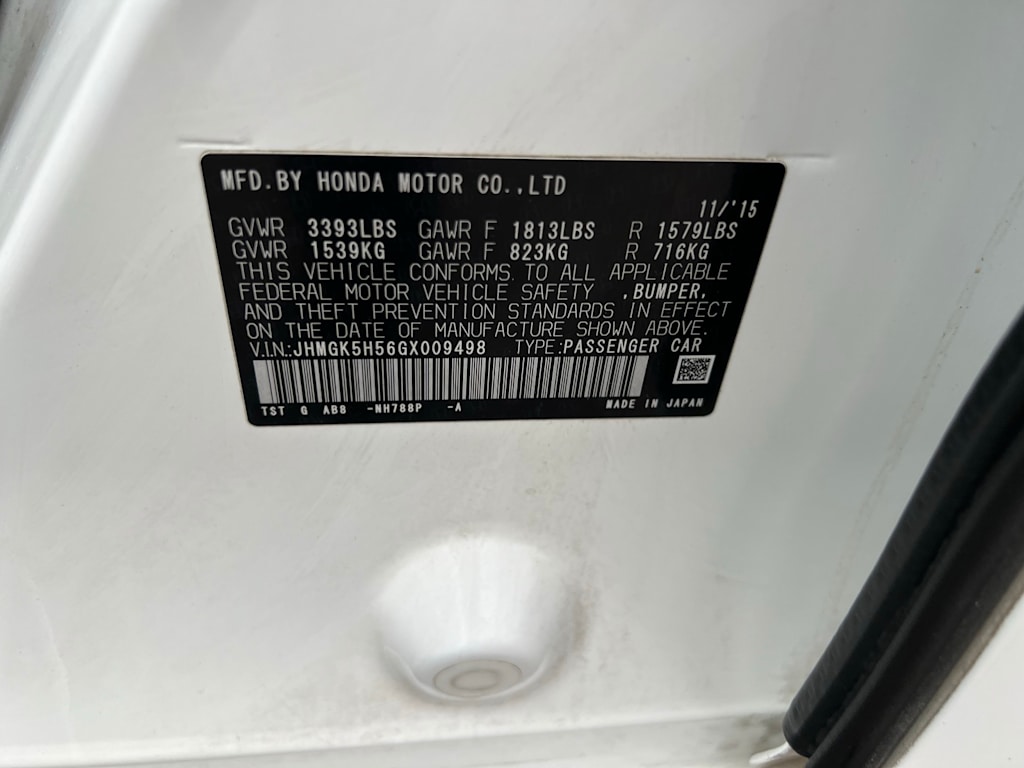 MFD.BY HONDA MOTOR CO.,LTD
11/'15
GVWR 3393LBS GAWR F 1813LBS R 1579LBS
GVWR 1539KG GAWR F 823KG R 716KG
THIS VEHICLE CONFORMS TO ALL APPLICABLE
FEDERAL MOTOR VEHICLE SAFETY ,BUMPER,
AND THEFT PREVENTION STANDARDS IN EFFECT
ON THE DATE OF MANUFACTURE SHOWN ABOVE.
V.I.N.:JHMGK5H56GX009498 TYPE:PASSENGER CAR
TST G AB8 -NH788P -A MADE IN JAPAN